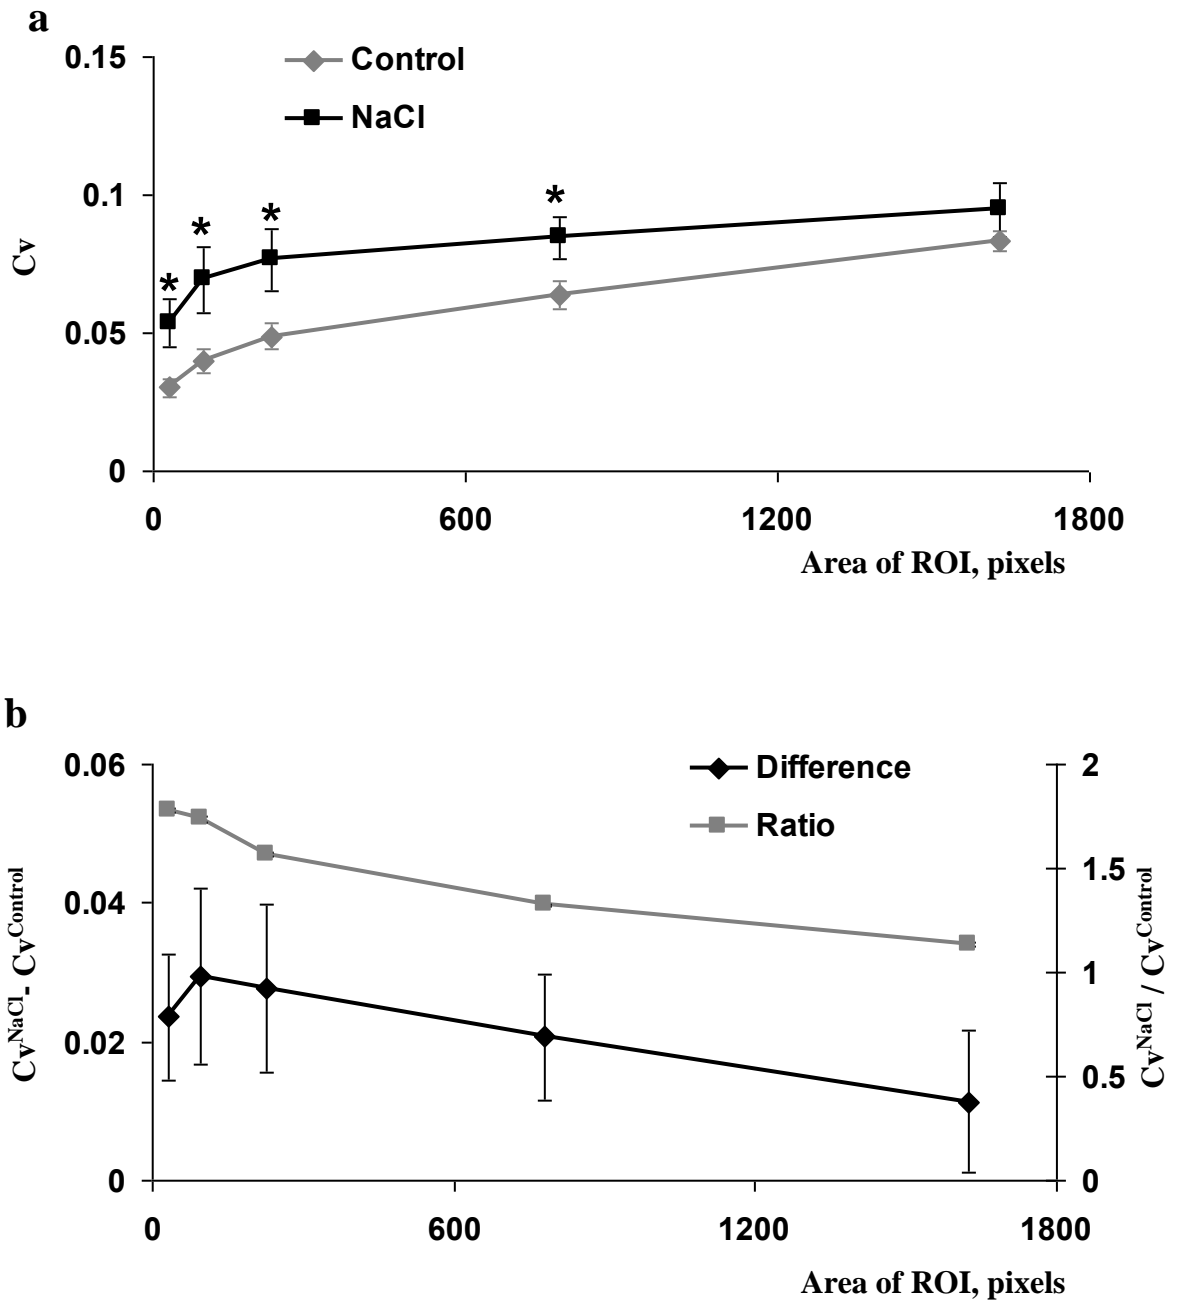 a
0.15
Control
NaCl
0.1
* * * *
Cv
0.05
0
0 600 1200 1800
Area of ROI, pixels
b
0.06
Difference
2
Ratio
1.5
0.04
Cv^NaCl - Cv^Control
1
Cv^NaCl / Cv^Control
0.02
0.5
0
0
0 600 1200 1800
Area of ROI, pixels